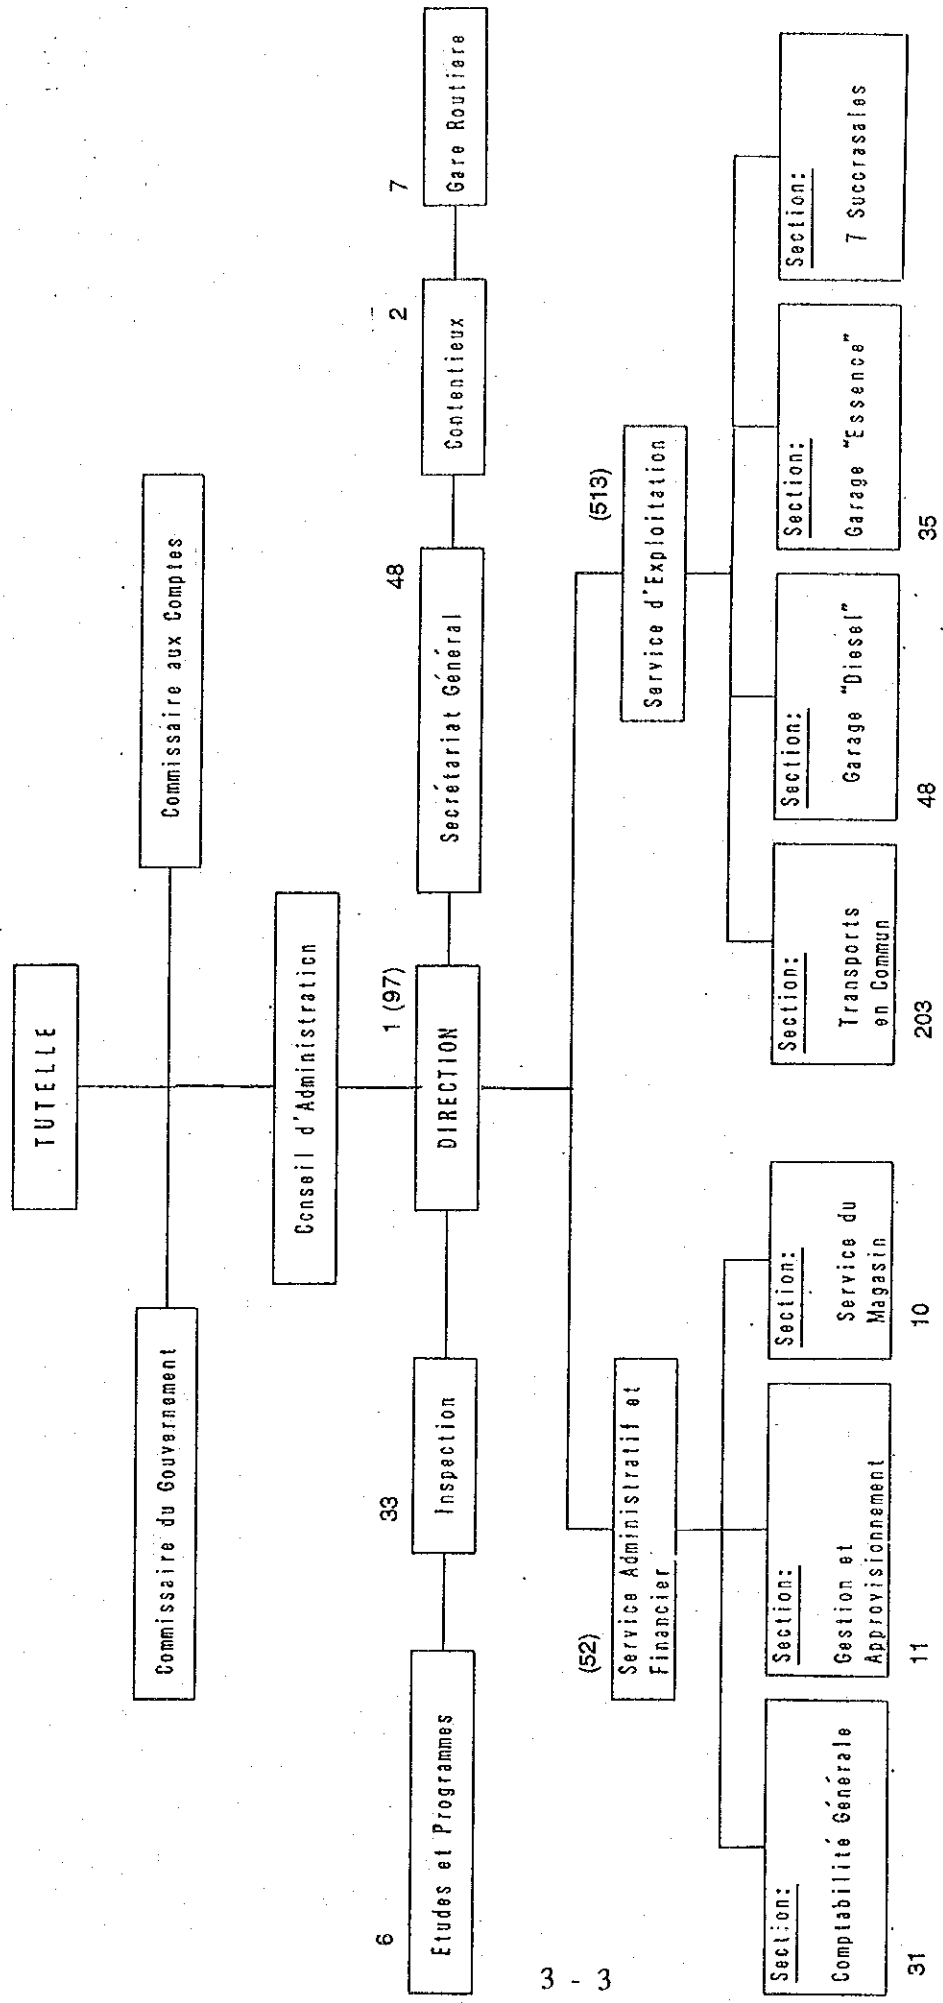 TUTELLE
Commissaire du Gouvernement
Commissaire aux Comptes
Conseil d'Administration
6
33
1 (97)
48
2
7
Etudes et Programmes
Inspection
DIRECTION
Secrétariat Général
Contentieux
Gare Routiere
(52)
Service Administratif et
Financier
(513)
Service d'Exploitation
Section:
Comptabilité Générale
31
Section:
Gestion et
Approvisionnement
11
Section:
Service du
Magasin
10
Section:
Transports
en Commun
203
Section:
Garage "Diesel"
48
Section:
Garage "Essence"
35
Section:
7 Succrasales
3 - 3